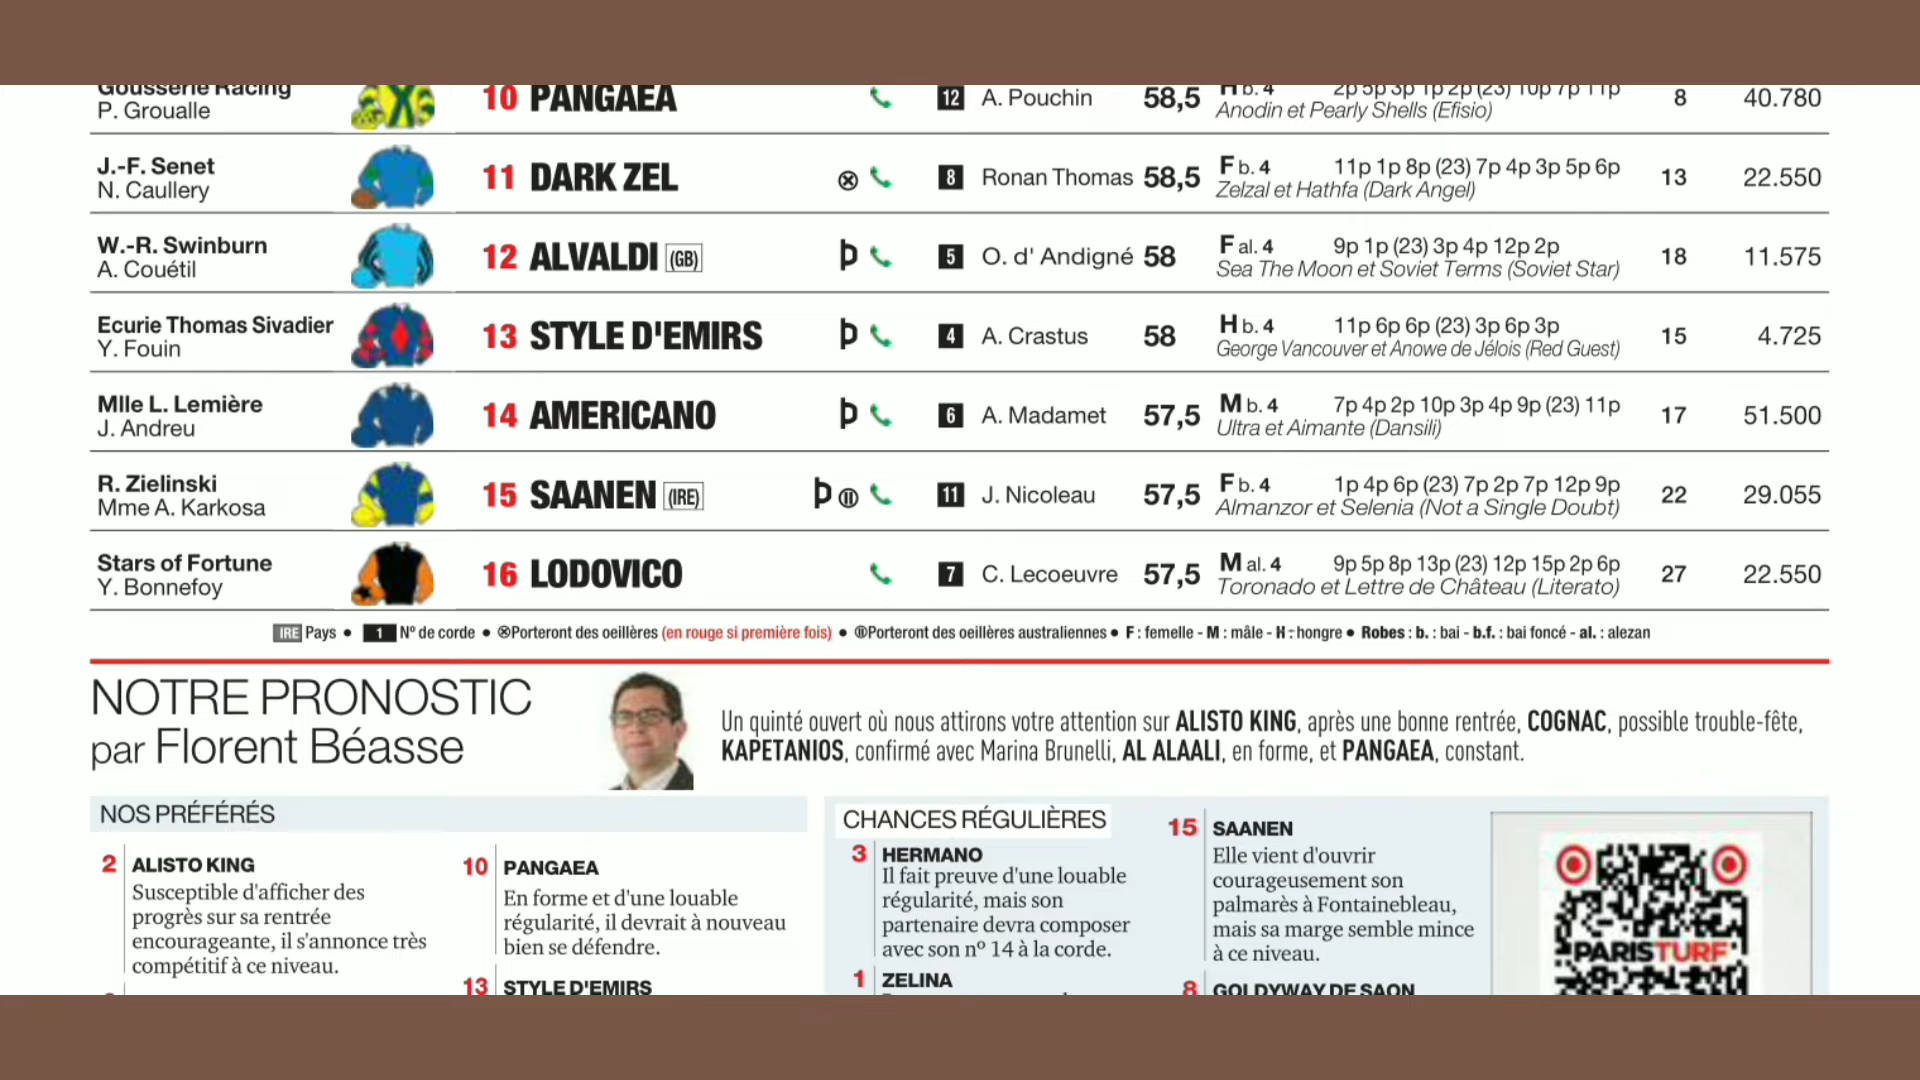 Gousserie Racing
P. Groualle
10 PANGAEA 12 A. Pouchin 58,5 H b. 4 2p 5p 3p 1p 2p (23) 10p 7p 11p 8 40.780
Anodin et Pearly Shells (Efisio)
J.-F. Senet
N. Caullery
11 DARK ZEL 8 Ronan Thomas 58,5 F b. 4 11p 1p 8p (23) 7p 4p 3p 5p 6p 13 22.550
Zelzal et Hathfa (Dark Angel)
W.-R. Swinburn
A. Couétil
12 ALVALDI (GB) 5 O. d' Andigné 58 F al. 4 9p 1p (23) 3p 4p 12p 2p 18 11.575
Sea The Moon et Soviet Terms (Soviet Star)
Ecurie Thomas Sivadier
Y. Fouin
13 STYLE D'EMIRS 4 A. Crastus 58 H b. 4 11p 6p 6p (23) 3p 6p 3p 15 4.725
George Vancouver et Anowe de Jélois (Red Guest)
Mlle L. Lemière
J. Andreu
14 AMERICANO 6 A. Madamet 57,5 M b. 4 7p 4p 2p 10p 3p 4p 9p (23) 11p 17 51.500
Ultra et Aimante (Dansili)
R. Zielinski
Mme A. Karkosa
15 SAANEN (IRE) 11 J. Nicoleau 57,5 F b. 4 1p 4p 6p (23) 7p 2p 7p 12p 9p 22 29.055
Almanzor et Selenia (Not a Single Doubt)
Stars of Fortune
Y. Bonnefoy
16 LODOVICO 7 C. Lecoeuvre 57,5 M al. 4 9p 5p 8p 13p (23) 12p 15p 2p 6p 27 22.550
Toronado et Lettre de Château (Literato)
IRE Pays ● 1 N° de corde ● ⊗Porteront des oeillères (en rouge si première fois) ● Porteront des oeillères australiennes ● F : femelle - M : mâle - H : hongre ● Robes : b. : bai - b.f. : bai foncé - al. : alezan
NOTRE PRONOSTIC
par Florent Béasse
Un quinté ouvert où nous attirons votre attention sur ALISTO KING, après une bonne rentrée, COGNAC, possible trouble-fête,
KAPETANIOS, confirmé avec Marina Brunelli, AL ALAALI, en forme, et PANGAEA, constant.
NOS PRÉFÉRÉS
2 ALISTO KING
Susceptible d'afficher des
progrès sur sa rentrée
encourageante, il s'annonce très
compétitif à ce niveau.
10 PANGAEA
En forme et d'une louable
régularité, il devrait à nouveau
bien se défendre.
13 STYLE D'EMIRS
CHANCES RÉGULIÈRES
3 HERMANO
Il fait preuve d'une louable
régularité, mais son
partenaire devra composer
avec son nº 14 à la corde.
1 ZELINA
15 SAANEN
Elle vient d'ouvrir
courageusement son
palmarès à Fontainebleau,
mais sa marge semble mince
à ce niveau.
8 GOLDYWAY DE SAON
PARISTURF